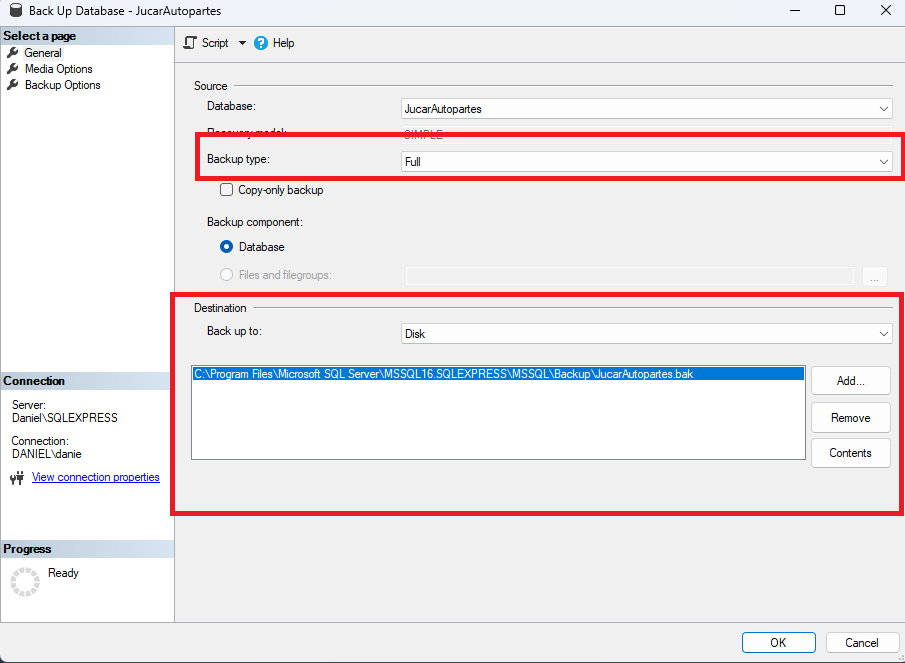 Back Up Database - JucarAutopartes
Select a page
General
Media Options
Backup Options
Script
Help
Source
Database:
JucarAutopartes
Recovery model:
SIMPLE
Backup type:
Full
Copy-only backup
Backup component:
Database
Files and filegroups:
...
Destination
Back up to:
Disk
C:\Program Files\Microsoft SQL Server\MSSQL16.SQLEXPRESS\MSSQL\Backup\JucarAutopartes.bak
Add...
Remove
Contents
Connection
Server:
Daniel\SQLEXPRESS
Connection:
DANIEL\danie
View connection properties
Progress
Ready
OK
Cancel